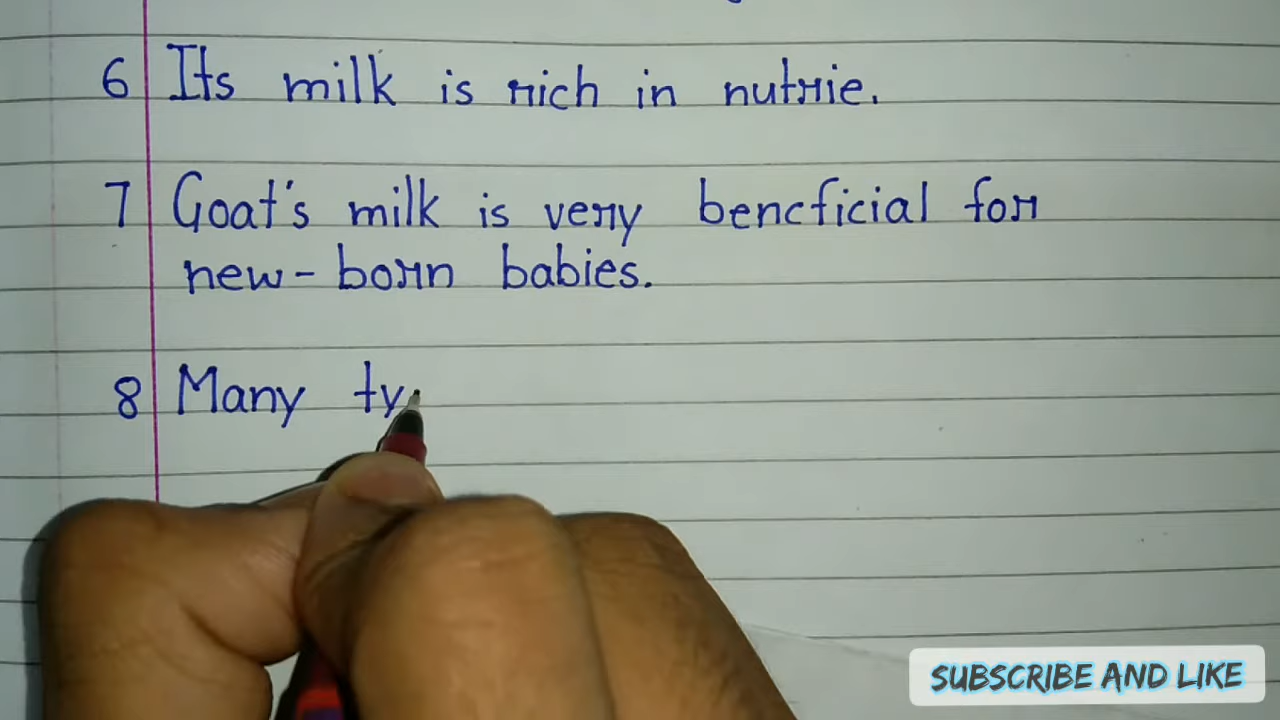 6 Its milk is rich in nutrie.
7 Goat's milk is very bencficial for
new-born babies.
8 Many ty
SUBSCRIBE AND LIKE